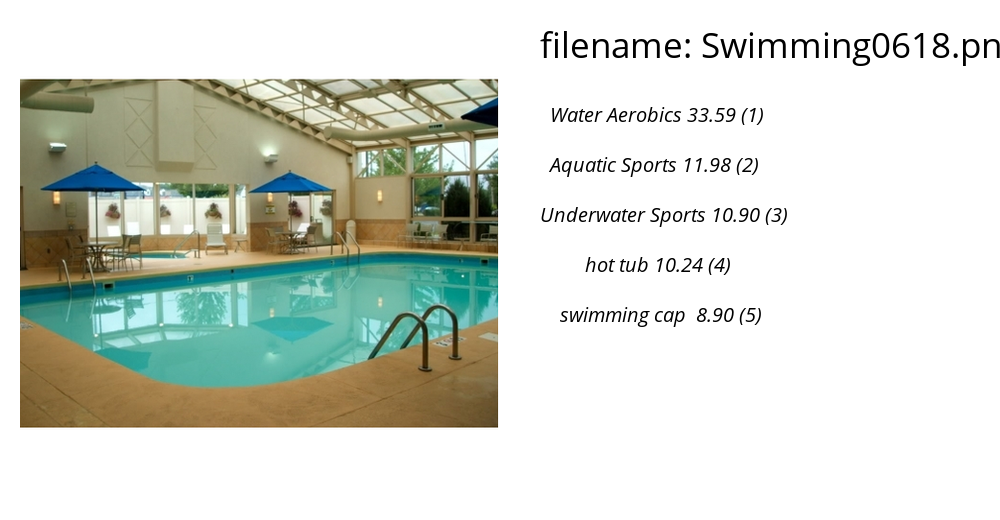 filename: Swimming0618.pn
Water Aerobics 33.59 (1)
Aquatic Sports 11.98 (2)
Underwater Sports 10.90 (3)
hot tub 10.24 (4)
swimming cap 8.90 (5)